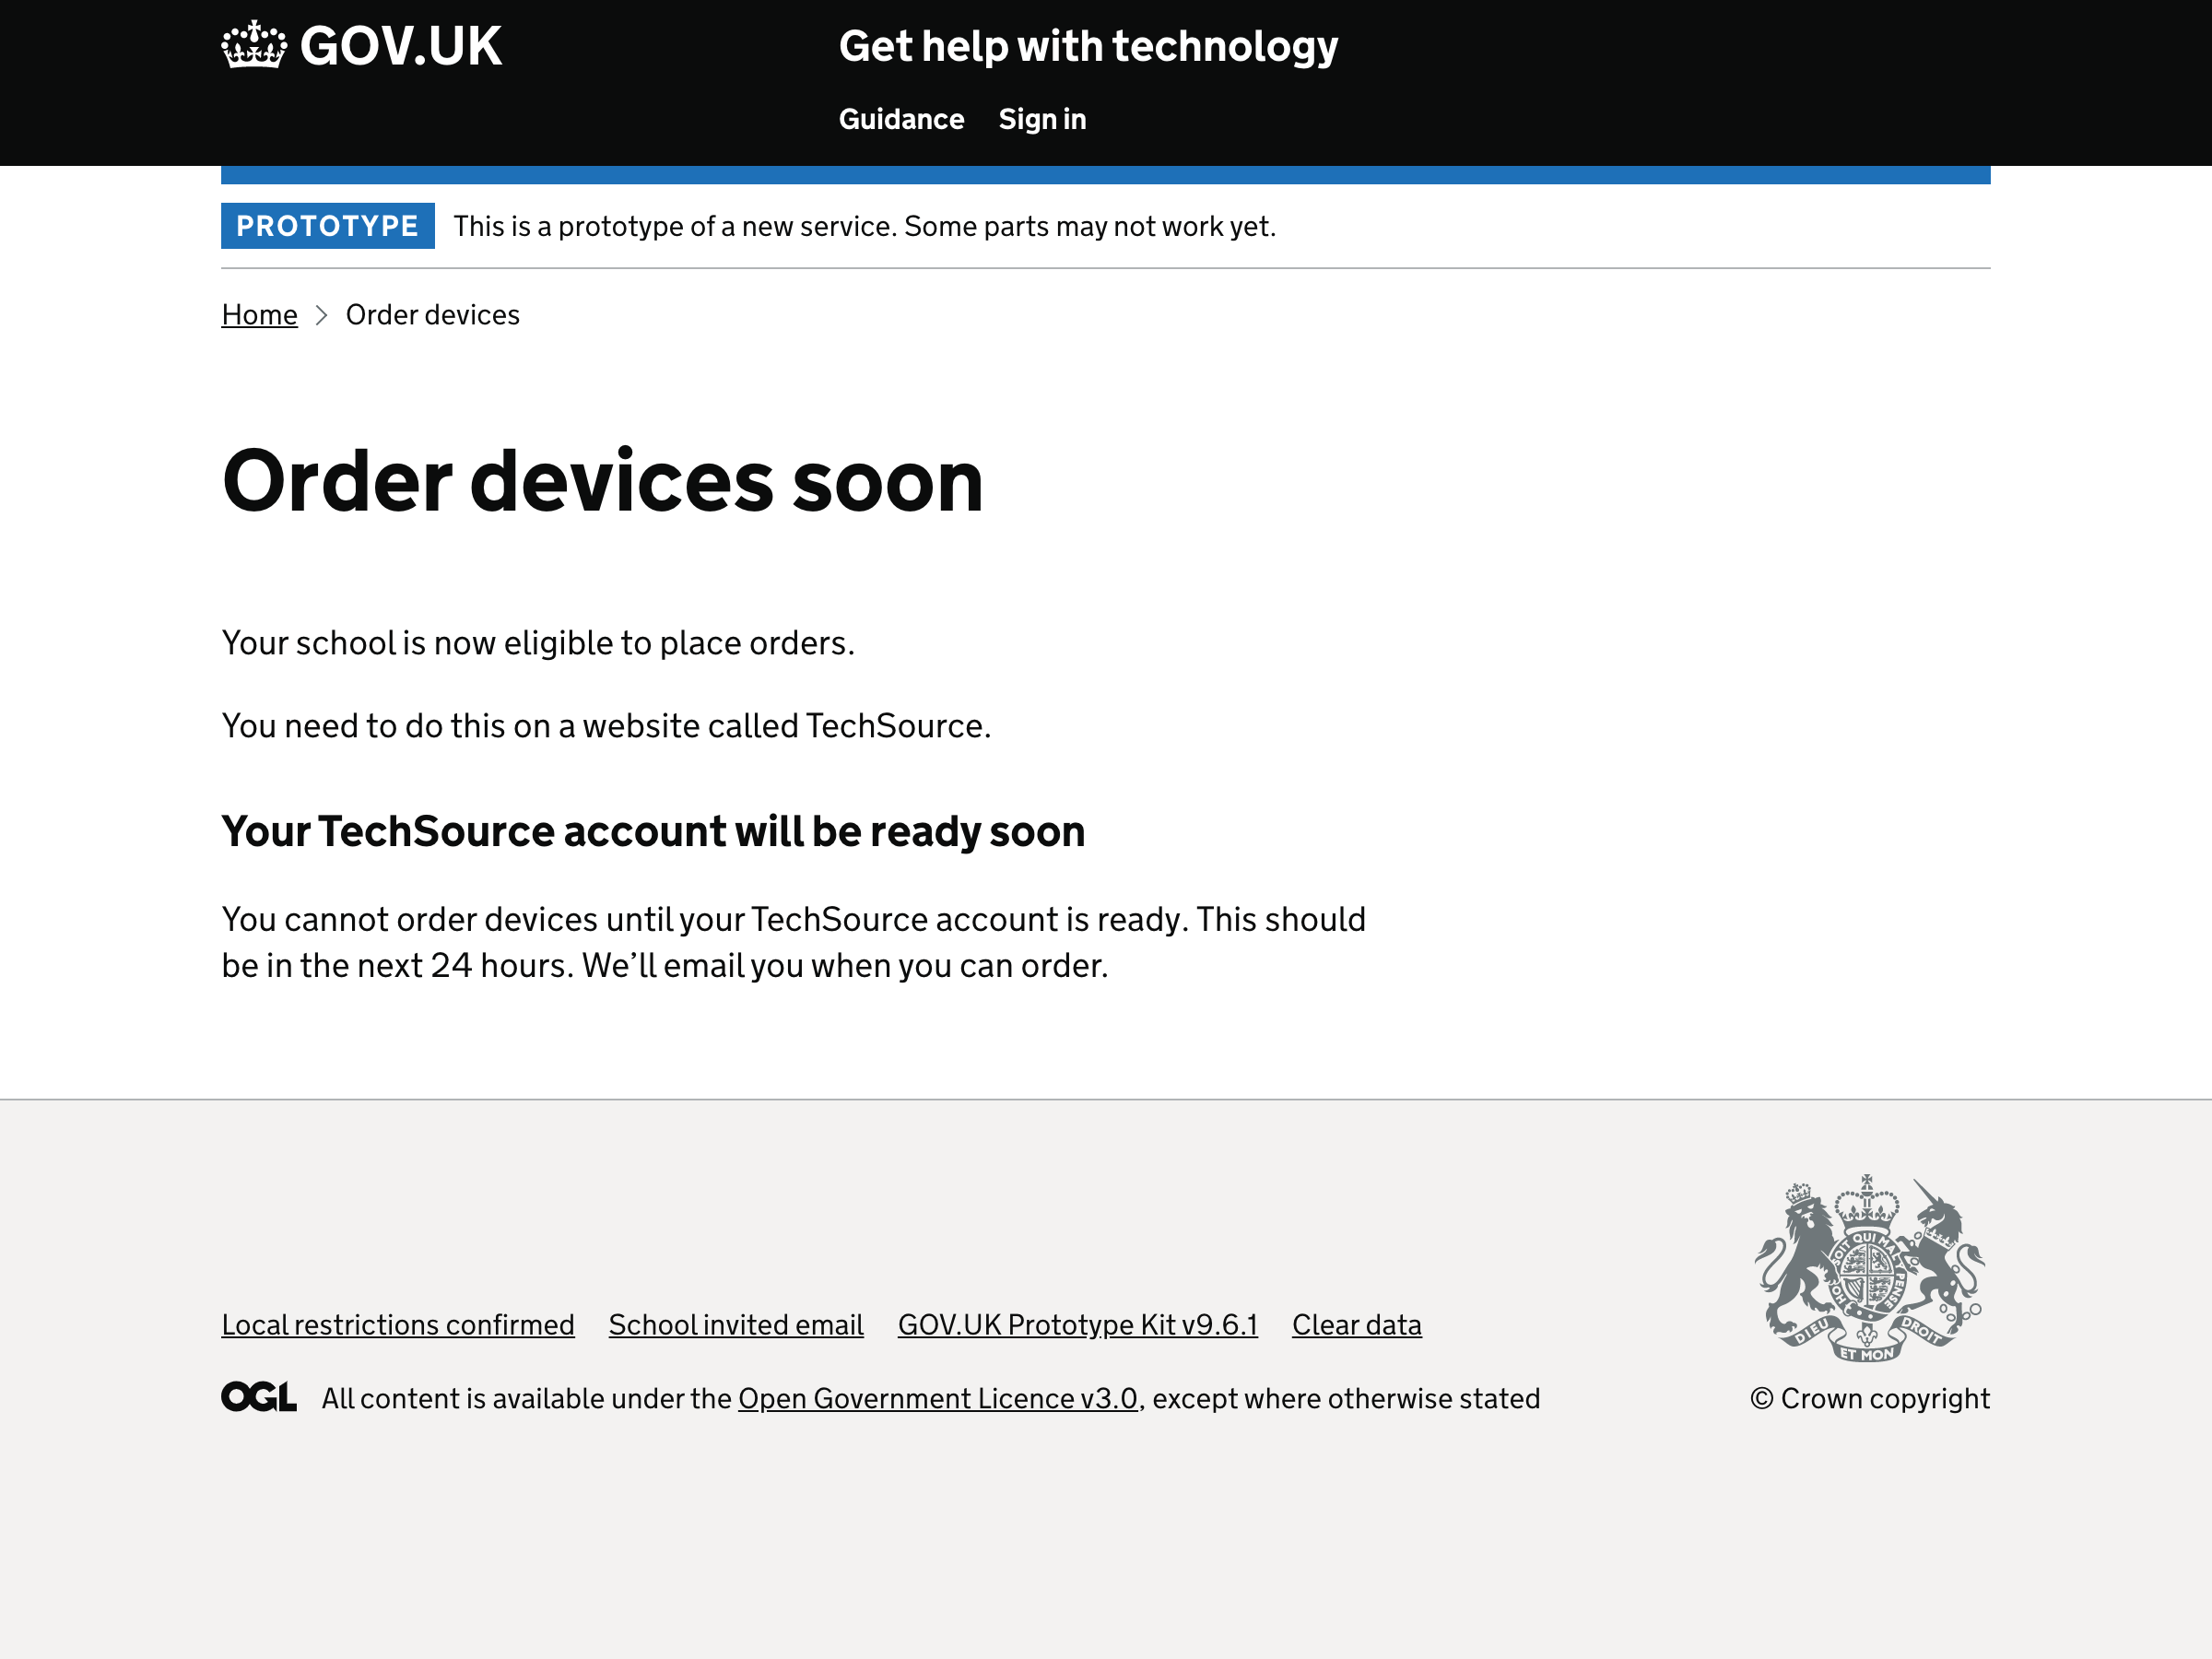 GOV.UK
Get help with technology
Guidance Sign in
PROTOTYPE This is a prototype of a new service. Some parts may not work yet.
Home Order devices
Order devices soon
Your school is now eligible to place orders.
You need to do this on a website called TechSource.
Your TechSource account will be ready soon
You cannot order devices until your TechSource account is ready. This should
be in the next 24 hours. We’ll email you when you can order.
Local restrictions confirmed School invited email GOV.UK Prototype Kit v9.6.1 Clear data
OGL All content is available under the Open Government Licence v3.0, except where otherwise stated
SOIT QUI MAL Y PENSE
HON
DIEU ET MON DROIT
© Crown copyright